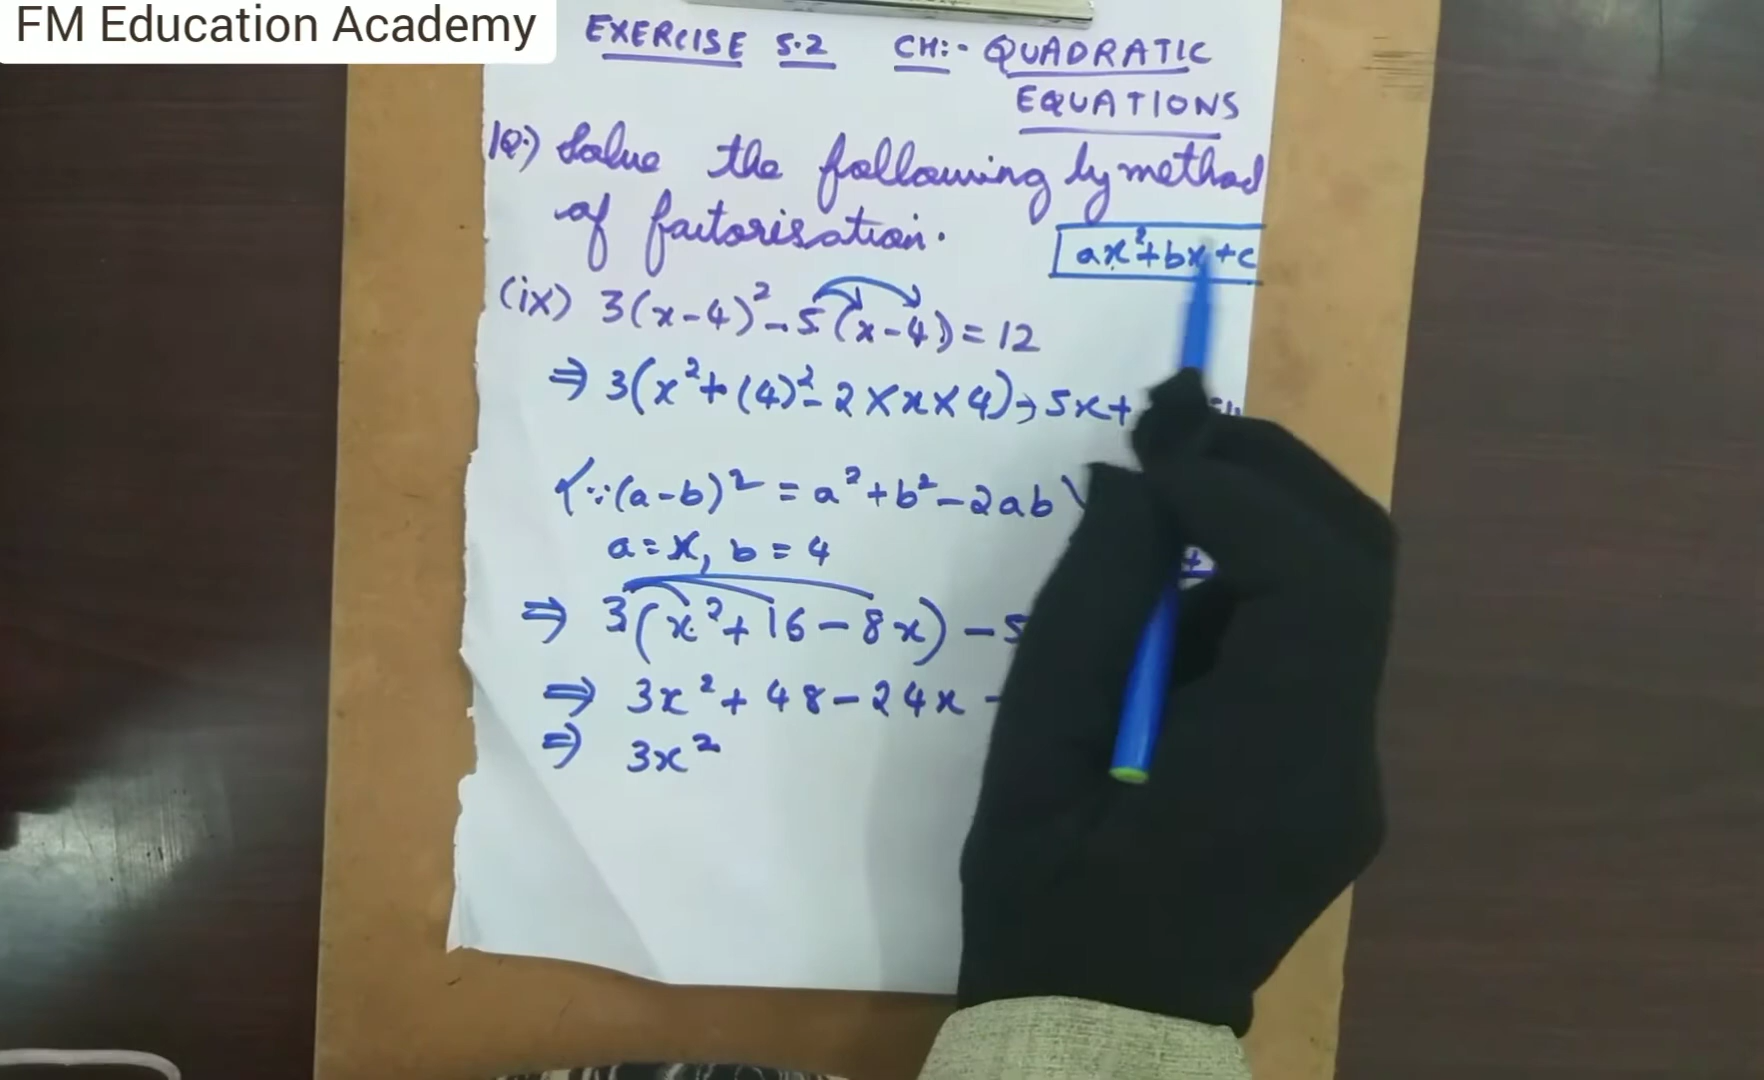 FM Education Academy
EXERCISE 5.2 CH:- QUADRATIC
EQUATIONS
1Q.) Solve the following by method
of factorisation.
ax²+bx+c
(ix) 3(x-4)²-5(x-4)=12
⇒ 3(x²+(4)²-2×x×4)-5x+
{∵(a-b)² = a²+b²-2ab
a=x, b=4
⇒ 3(x²+16-8x)-5
⇒ 3x²+48-24x-
⇒ 3x²